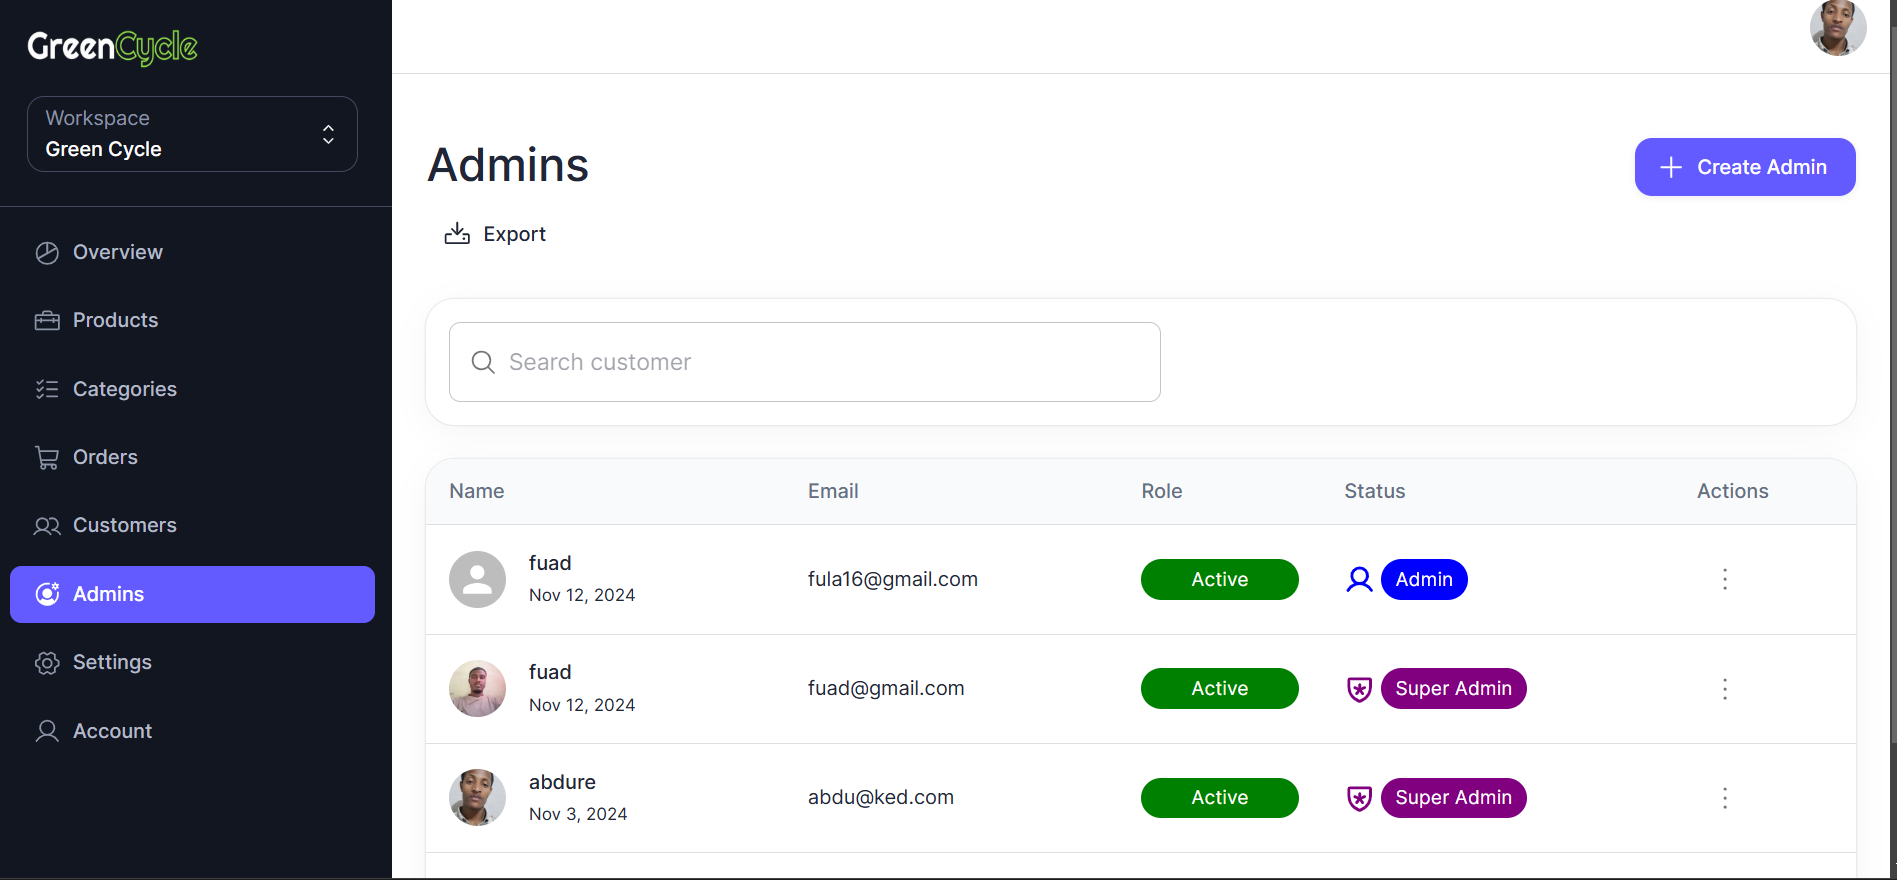 GreenCycle
Workspace
Green Cycle
Overview
Products
Categories
Orders
Customers
Admins
Settings
Account
Admins
Create Admin
Export
Search customer
Name Email Role Status Actions
fuad
Nov 12, 2024
fula16@gmail.com Active Admin
fuad
Nov 12, 2024
fuad@gmail.com Active Super Admin
abdure
Nov 3, 2024
abdu@ked.com Active Super Admin